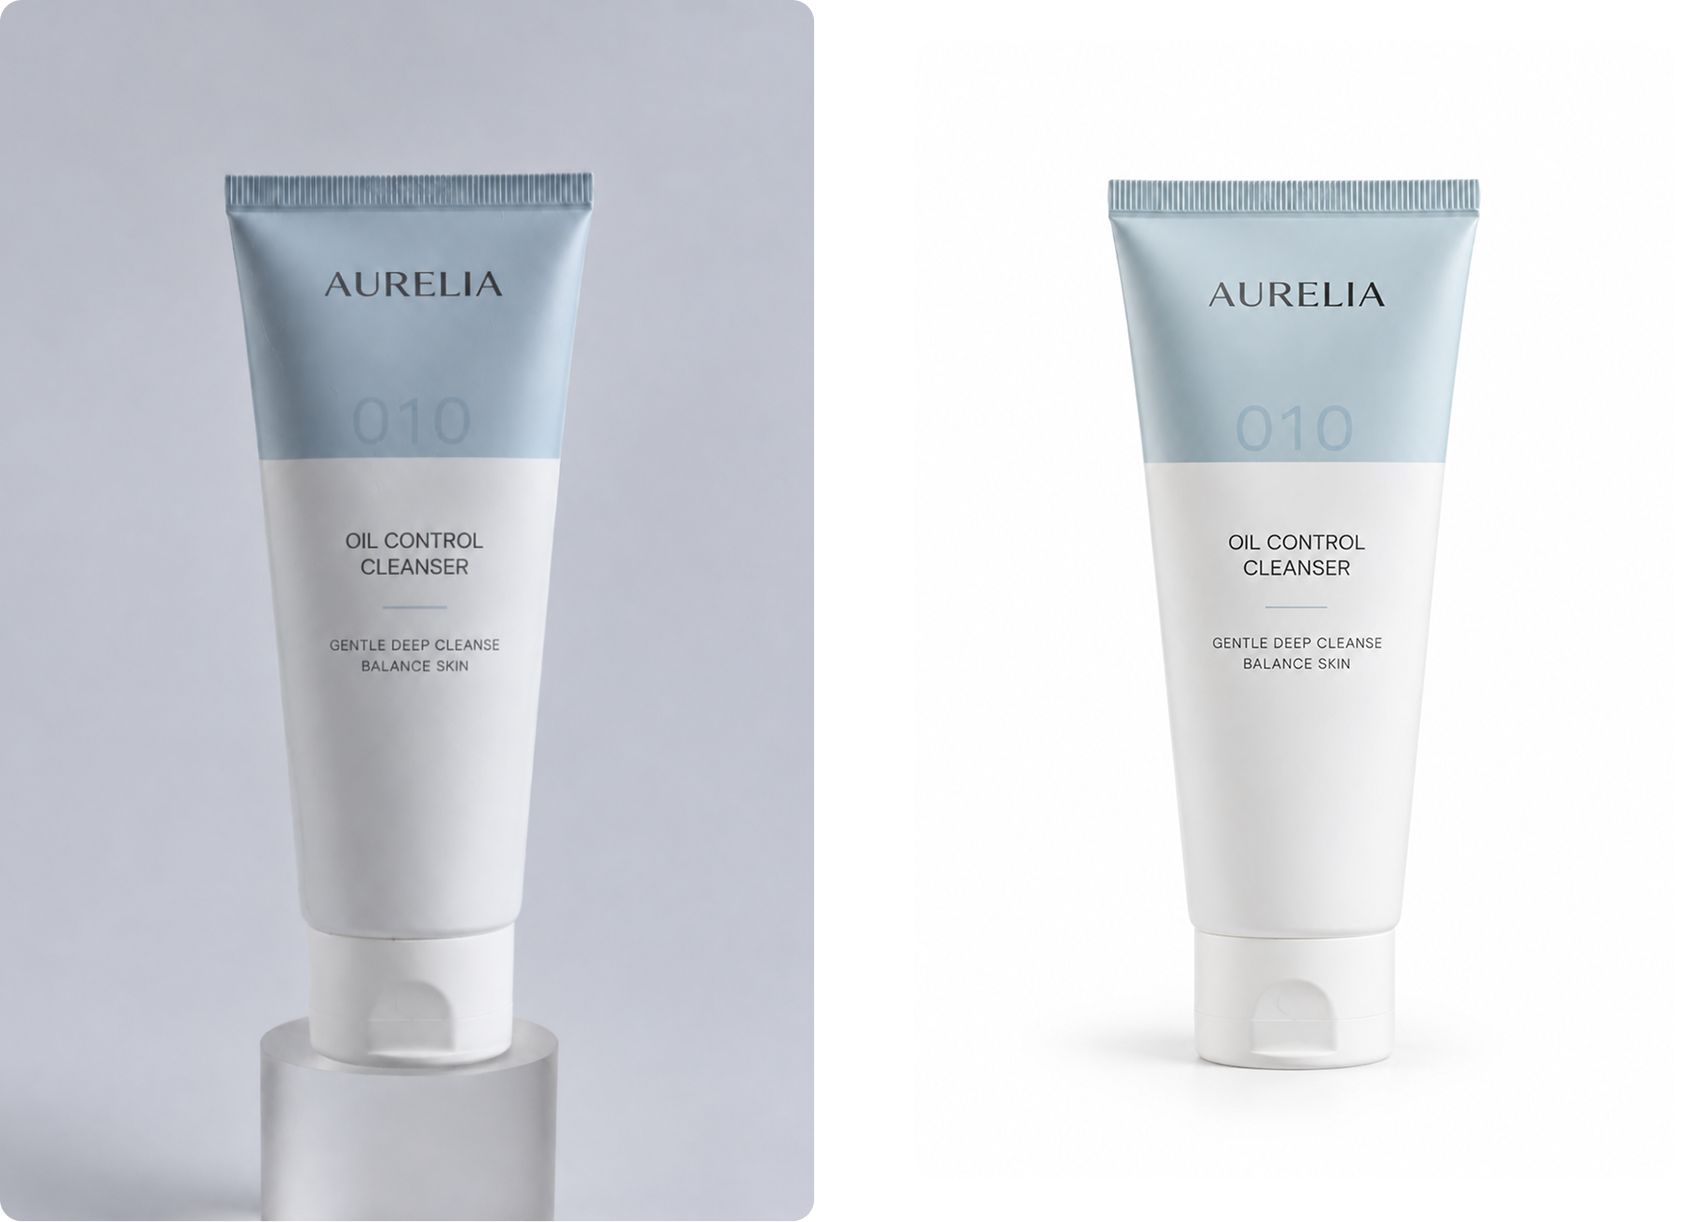 AURELIA
010
OIL CONTROL
CLEANSER
GENTLE DEEP CLEANSE
BALANCE SKIN
AURELIA
010
OIL CONTROL
CLEANSER
GENTLE DEEP CLEANSE
BALANCE SKIN